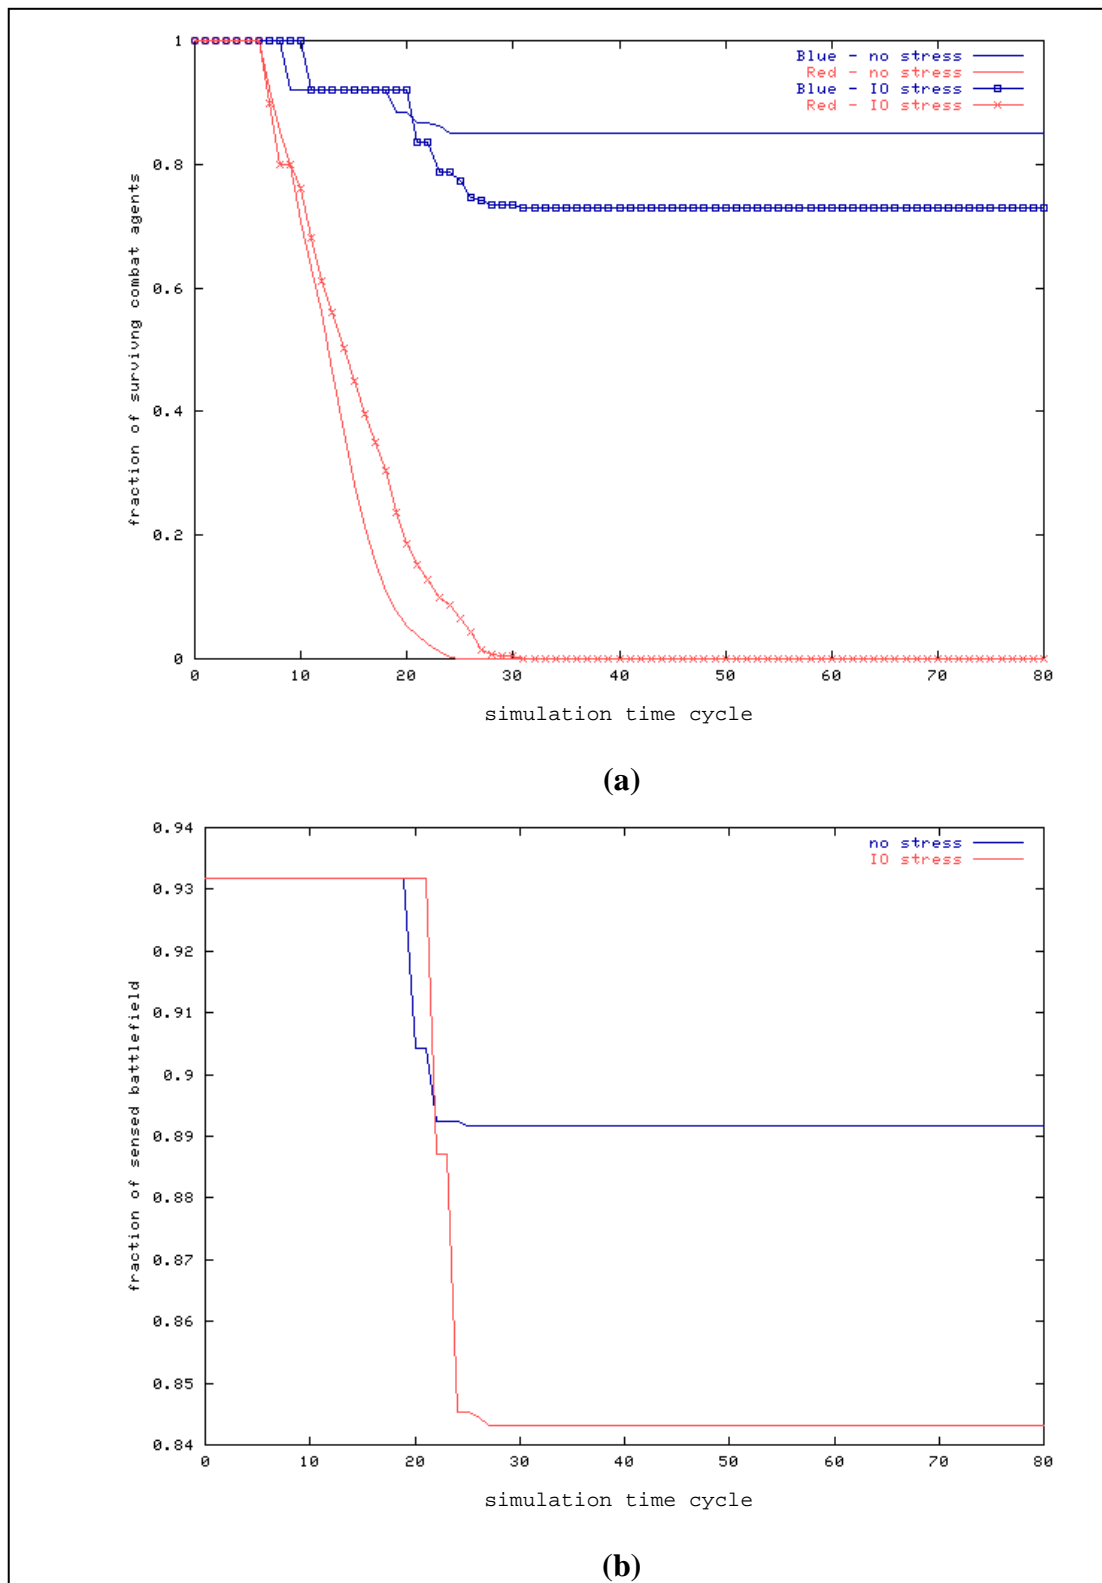 1
0.8
0.6
0.4
0.2
0
fraction of survivng combat agents
Blue - no stress
Red - no stress
Blue - IO stress
Red - IO stress
0 10 20 30 40 50 60 70 80
simulation time cycle
(a)
0.94
0.93
0.92
0.91
0.9
0.89
0.88
0.87
0.86
0.85
0.84
fraction of sensed battlefield
no stress
IO stress
0 10 20 30 40 50 60 70 80
simulation time cycle
(b)